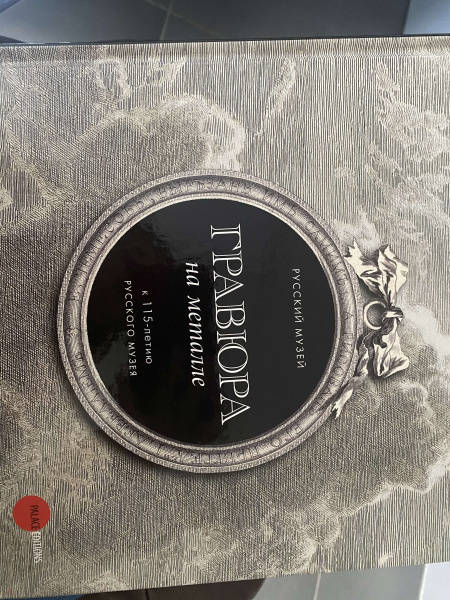 РУССКИЙ МУЗЕЙ
ГРАВЮРА
на металле
к 115-летию
РУССКОГО МУЗЕЯ
PALACE EDITIONS